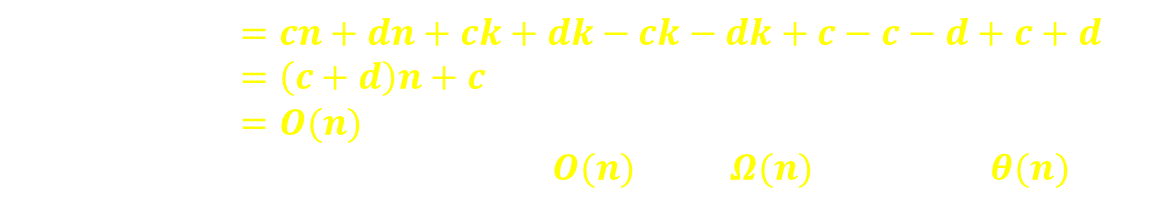 = cn + dn + ck + dk − ck − dk + c − c − d + c + d
= (c + d)n + c
= O(n)
O(n) Ω(n) θ(n)